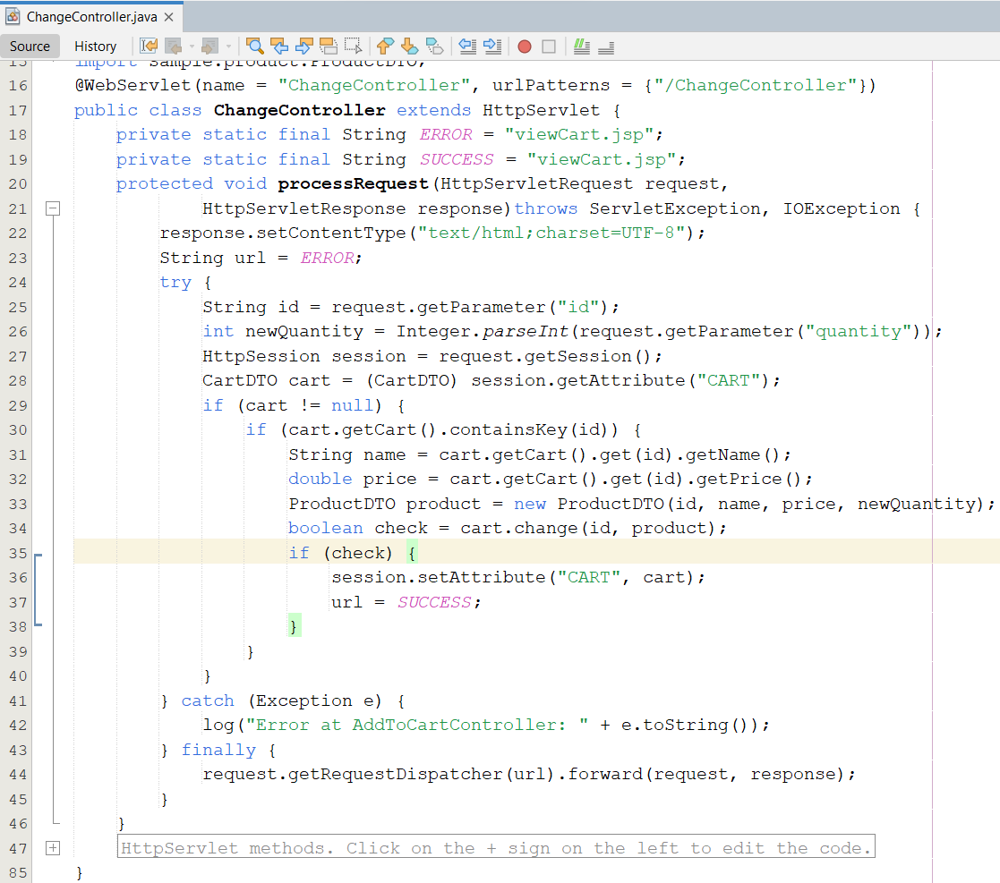 ChangeController.java
Source History
15 import sample.product.ProductDTO;
16 @WebServlet(name = "ChangeController", urlPatterns = {"/ChangeController"})
17 public class ChangeController extends HttpServlet {
18 private static final String ERROR = "viewCart.jsp";
19 private static final String SUCCESS = "viewCart.jsp";
20 protected void processRequest(HttpServletRequest request,
21 HttpServletResponse response)throws ServletException, IOException {
22 response.setContentType("text/html;charset=UTF-8");
23 String url = ERROR;
24 try {
25 String id = request.getParameter("id");
26 int newQuantity = Integer.parseInt(request.getParameter("quantity"));
27 HttpSession session = request.getSession();
28 CartDTO cart = (CartDTO) session.getAttribute("CART");
29 if (cart != null) {
30 if (cart.getCart().containsKey(id)) {
31 String name = cart.getCart().get(id).getName();
32 double price = cart.getCart().get(id).getPrice();
33 ProductDTO product = new ProductDTO(id, name, price, newQuantity);
34 boolean check = cart.change(id, product);
35 if (check) {
36 session.setAttribute("CART", cart);
37 url = SUCCESS;
38 }
39 }
40 }
41 } catch (Exception e) {
42 log("Error at AddToCartController: " + e.toString());
43 } finally {
44 request.getRequestDispatcher(url).forward(request, response);
45 }
46 }
47 HttpServlet methods. Click on the + sign on the left to edit the code.
85 }